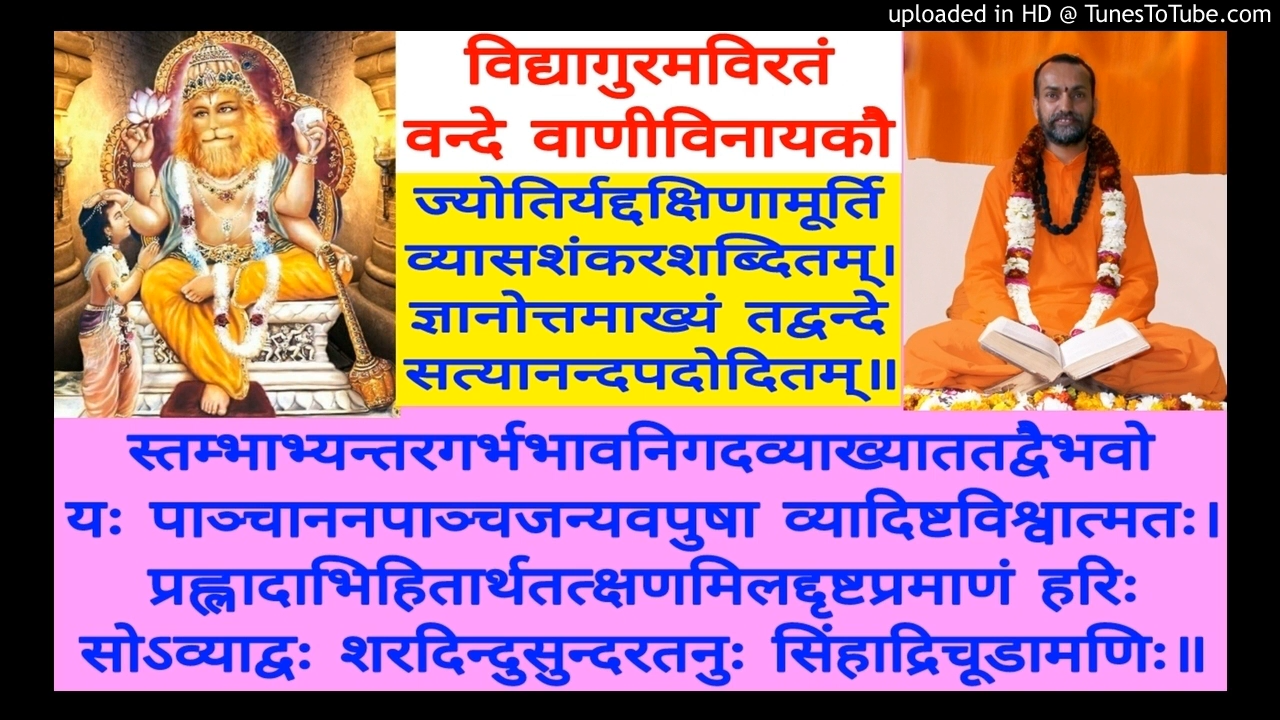 uploaded in HD @ TunesToTube.com
विद्यागुरमविरतं
वन्दे वाणीविनायकौ
ज्योतिर्यद्दक्षिणामूर्ति
व्यासशंकरशब्दितम्।
ज्ञानोत्तमाख्यं तद्वन्दे
सत्यानन्दपदोदितम्॥
स्तम्भाभ्यन्तरगर्भभावनिगदव्याख्याततद्वैभवो
यः पाञ्चाननपाञ्चजन्यवपुषा व्यादिष्टविश्वात्मतः।
प्रह्लादाभिहितार्थतत्क्षणमिलद्दृष्टप्रमाणं हरिः
सोऽव्याद्वः शरदिन्दुसुन्दरतनुः सिंहाद्रिचूडामणिः॥